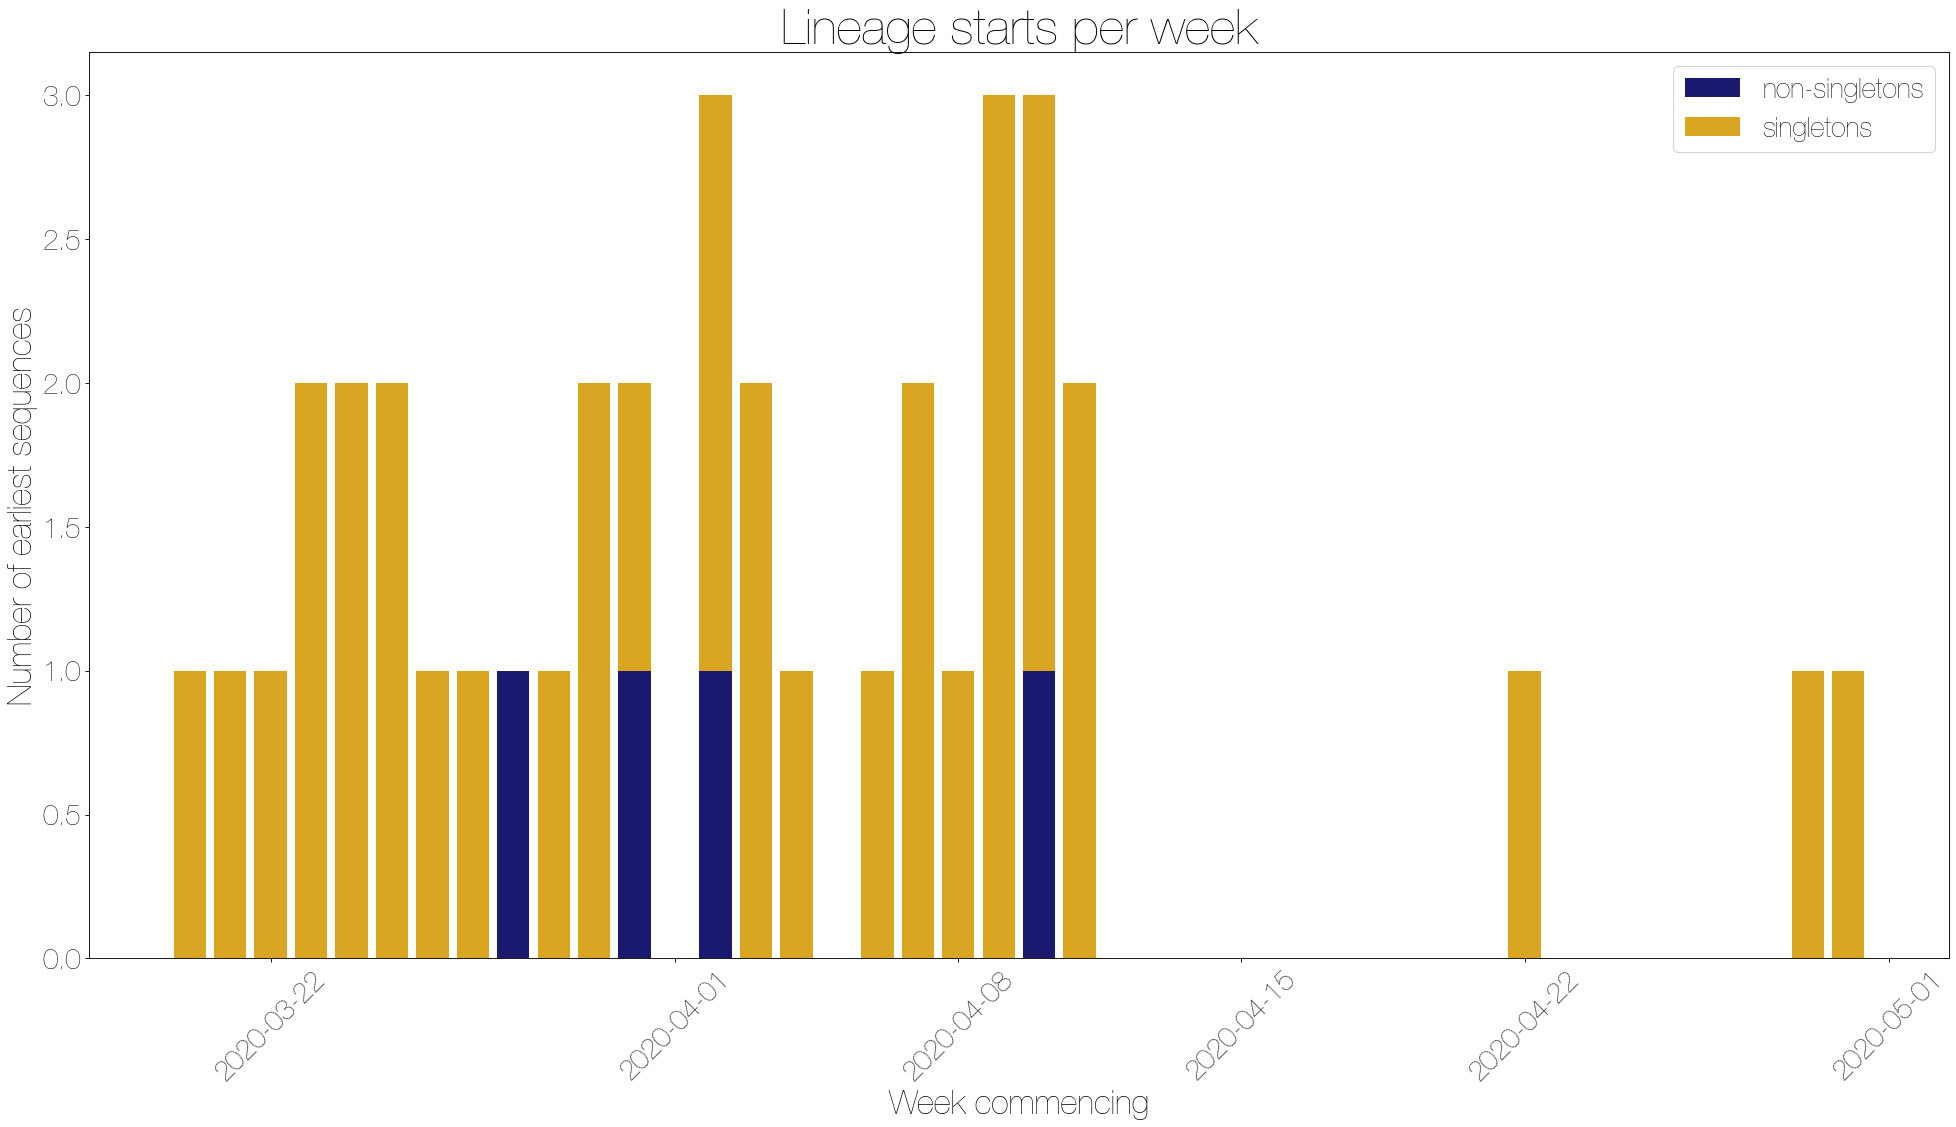 Lineage starts per week
non-singletons
singletons
Number of earliest sequences
3.0
2.5
2.0
1.5
1.0
0.5
0.0
2020-03-22
2020-04-01
2020-04-08
2020-04-15
2020-04-22
2020-05-01
Week commencing